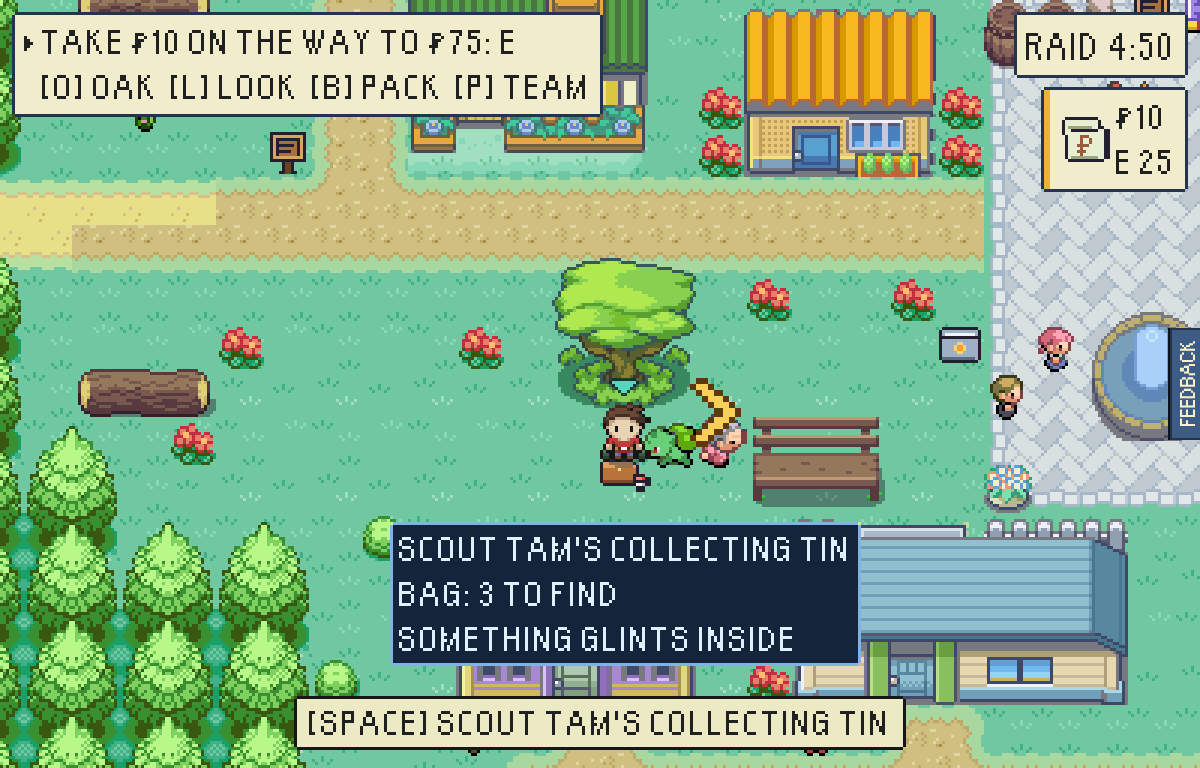 ▸TAKE ₽10 ON THE WAY TO ₽75: E
[O] OAK [L] LOOK [B] PACK [P] TEAM
RAID 4:50
₽10
₽
E 25
FEEDBACK
SCOUT TAM'S COLLECTING TIN
BAG: 3 TO FIND
SOMETHING GLINTS INSIDE
[SPACE] SCOUT TAM'S COLLECTING TIN